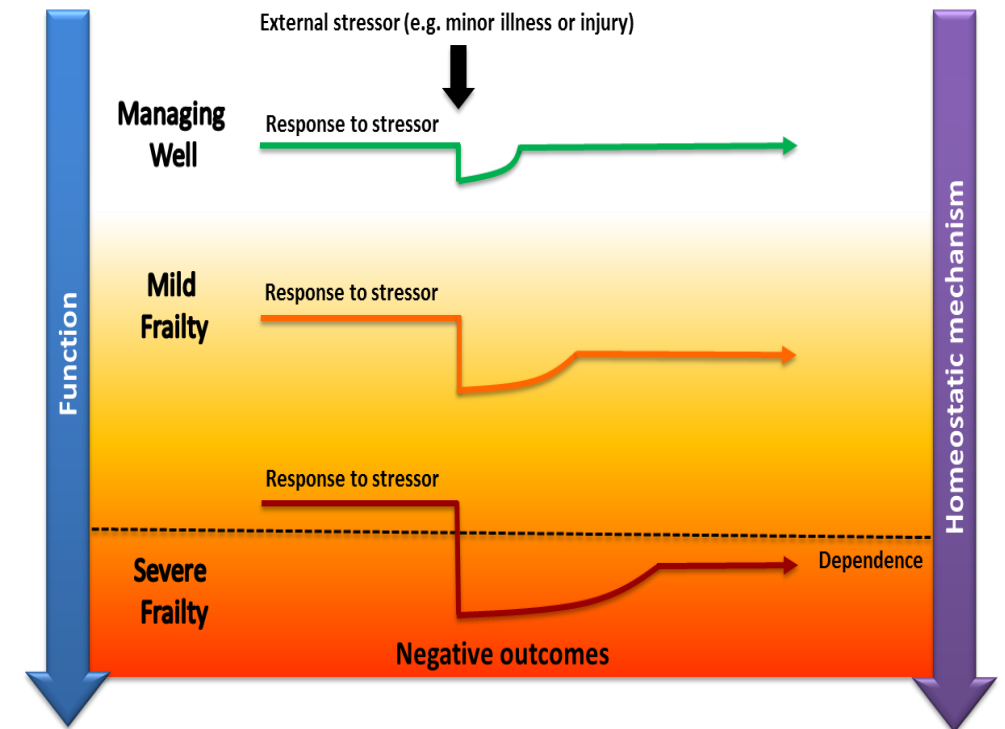 External stressor (e.g. minor illness or injury)
Managing
Well
Response to stressor
Mild
Frailty
Response to stressor
Function
Homeostatic mechanism
Response to stressor
Dependence
Severe
Frailty
Negative outcomes